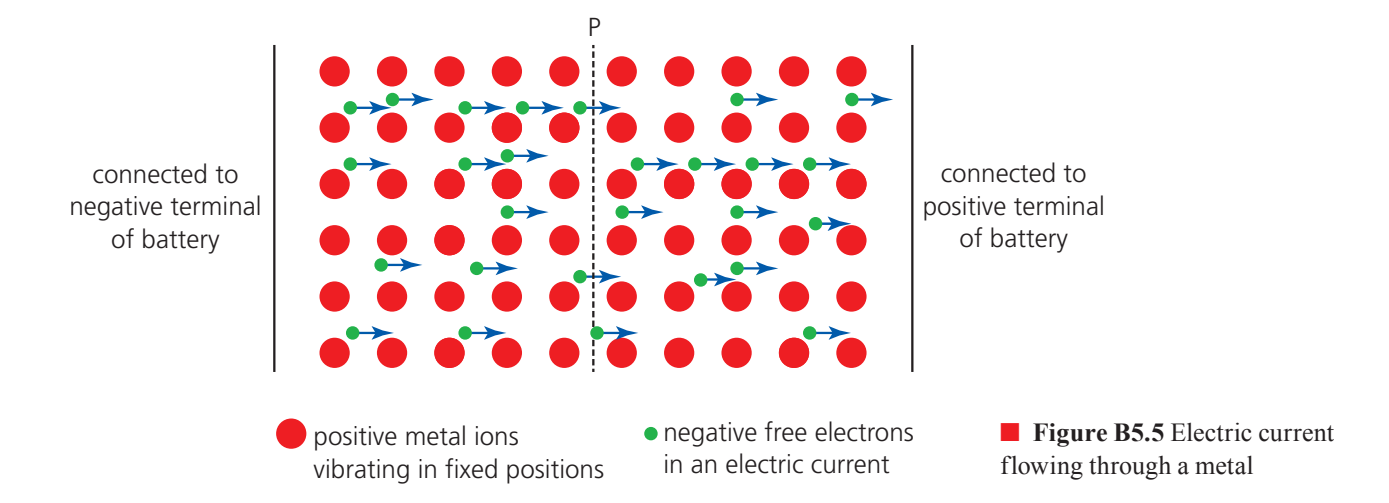 P
connected to
negative terminal
of battery
connected to
positive terminal
of battery
positive metal ions
vibrating in fixed positions
negative free electrons
in an electric current
Figure B5.5 Electric current
flowing through a metal